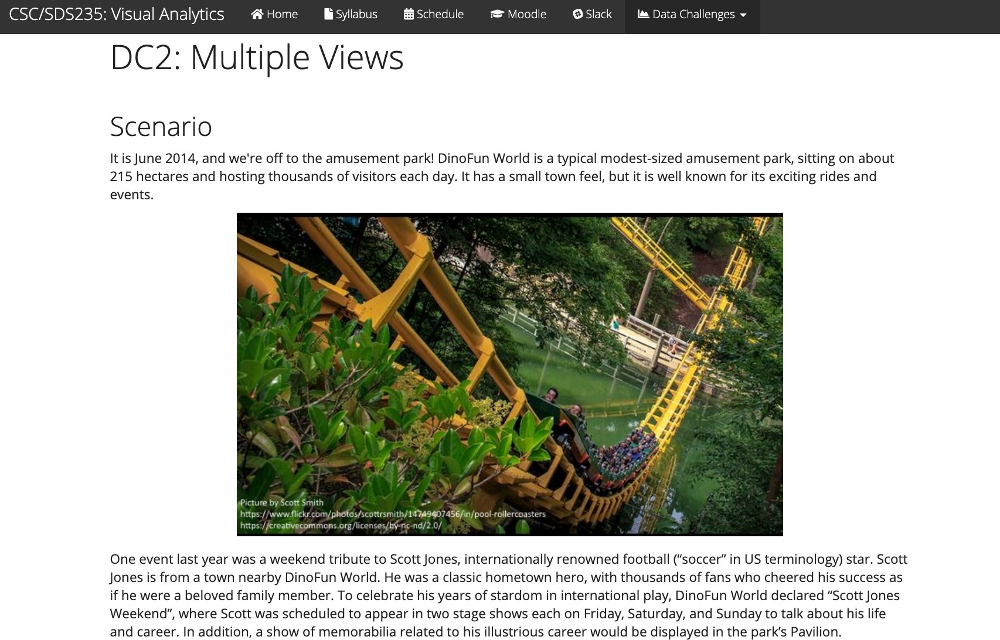 CSC/SDS235: Visual Analytics Home Syllabus Schedule Moodle Slack Data Challenges
DC2: Multiple Views
Scenario
It is June 2014, and we're off to the amusement park! DinoFun World is a typical modest-sized amusement park, sitting on about
215 hectares and hosting thousands of visitors each day. It has a small town feel, but it is well known for its exciting rides and
events.
Picture by Scott Smith
https://www.flickr.com/photos/scottrsmith/14749407456/in/pool-rollercoasters
https://creativecommons.org/licenses/by-nc-nd/2.0/
One event last year was a weekend tribute to Scott Jones, internationally renowned football (“soccer” in US terminology) star. Scott
Jones is from a town nearby DinoFun World. He was a classic hometown hero, with thousands of fans who cheered his success as
if he were a beloved family member. To celebrate his years of stardom in international play, DinoFun World declared “Scott Jones
Weekend”, where Scott was scheduled to appear in two stage shows each on Friday, Saturday, and Sunday to talk about his life
and career. In addition, a show of memorabilia related to his illustrious career would be displayed in the park’s Pavilion.